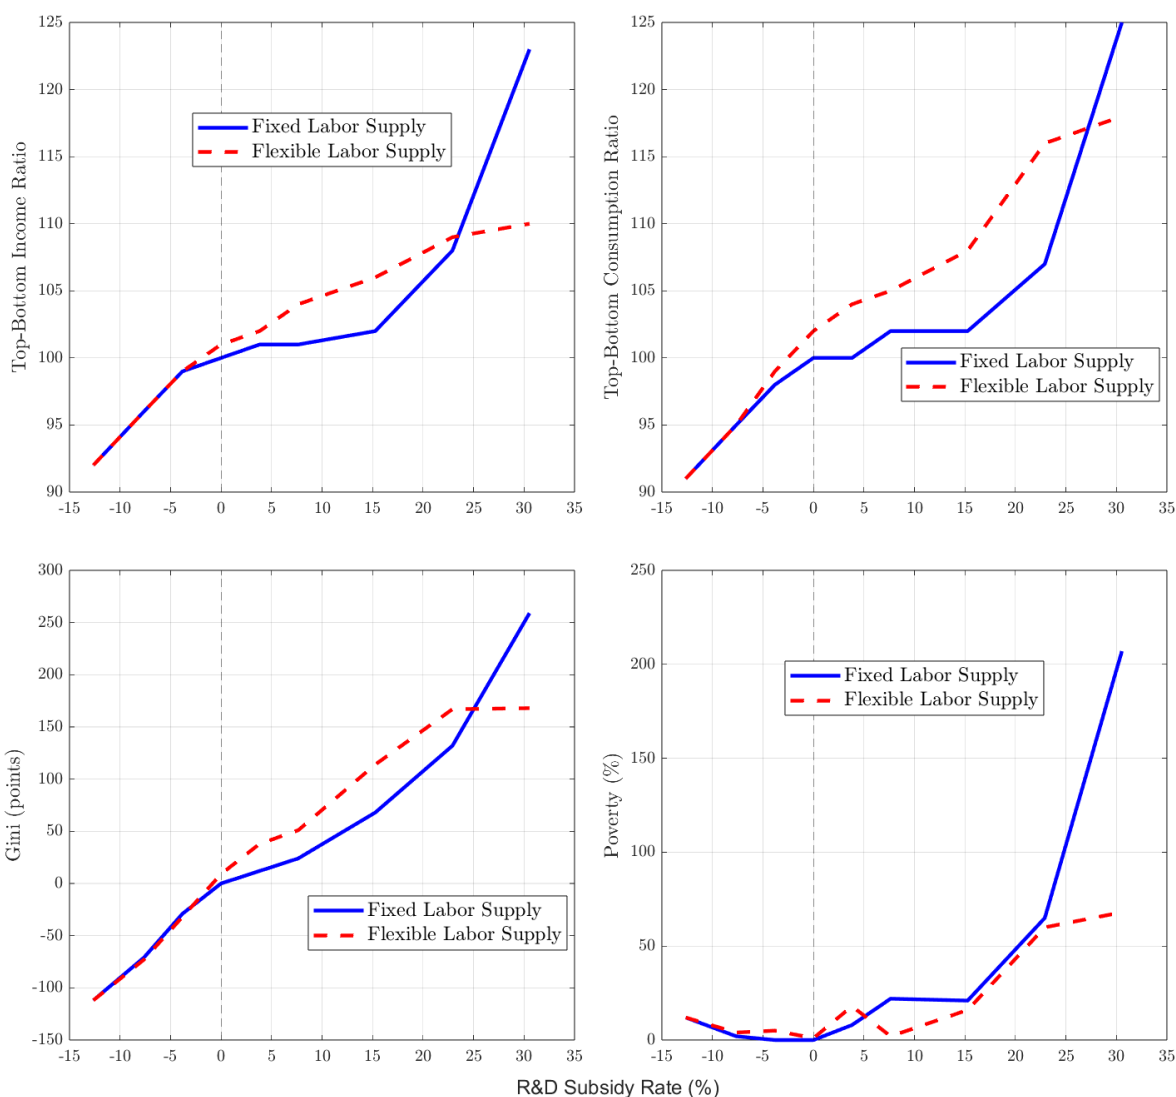 125
120
115
110
105
100
95
90
-15 -10 -5 0 5 10 15 20 25 30 35
Top-Bottom Income Ratio
Fixed Labor Supply
Flexible Labor Supply
125
120
115
110
105
100
95
90
-15 -10 -5 0 5 10 15 20 25 30 35
Top-Bottom Consumption Ratio
Fixed Labor Supply
Flexible Labor Supply
300
250
200
150
100
50
0
-50
-100
-150
-15 -10 -5 0 5 10 15 20 25 30 35
Gini (points)
Fixed Labor Supply
Flexible Labor Supply
250
200
150
100
50
0
-15 -10 -5 0 5 10 15 20 25 30 35
Poverty (%)
Fixed Labor Supply
Flexible Labor Supply
R&D Subsidy Rate (%)